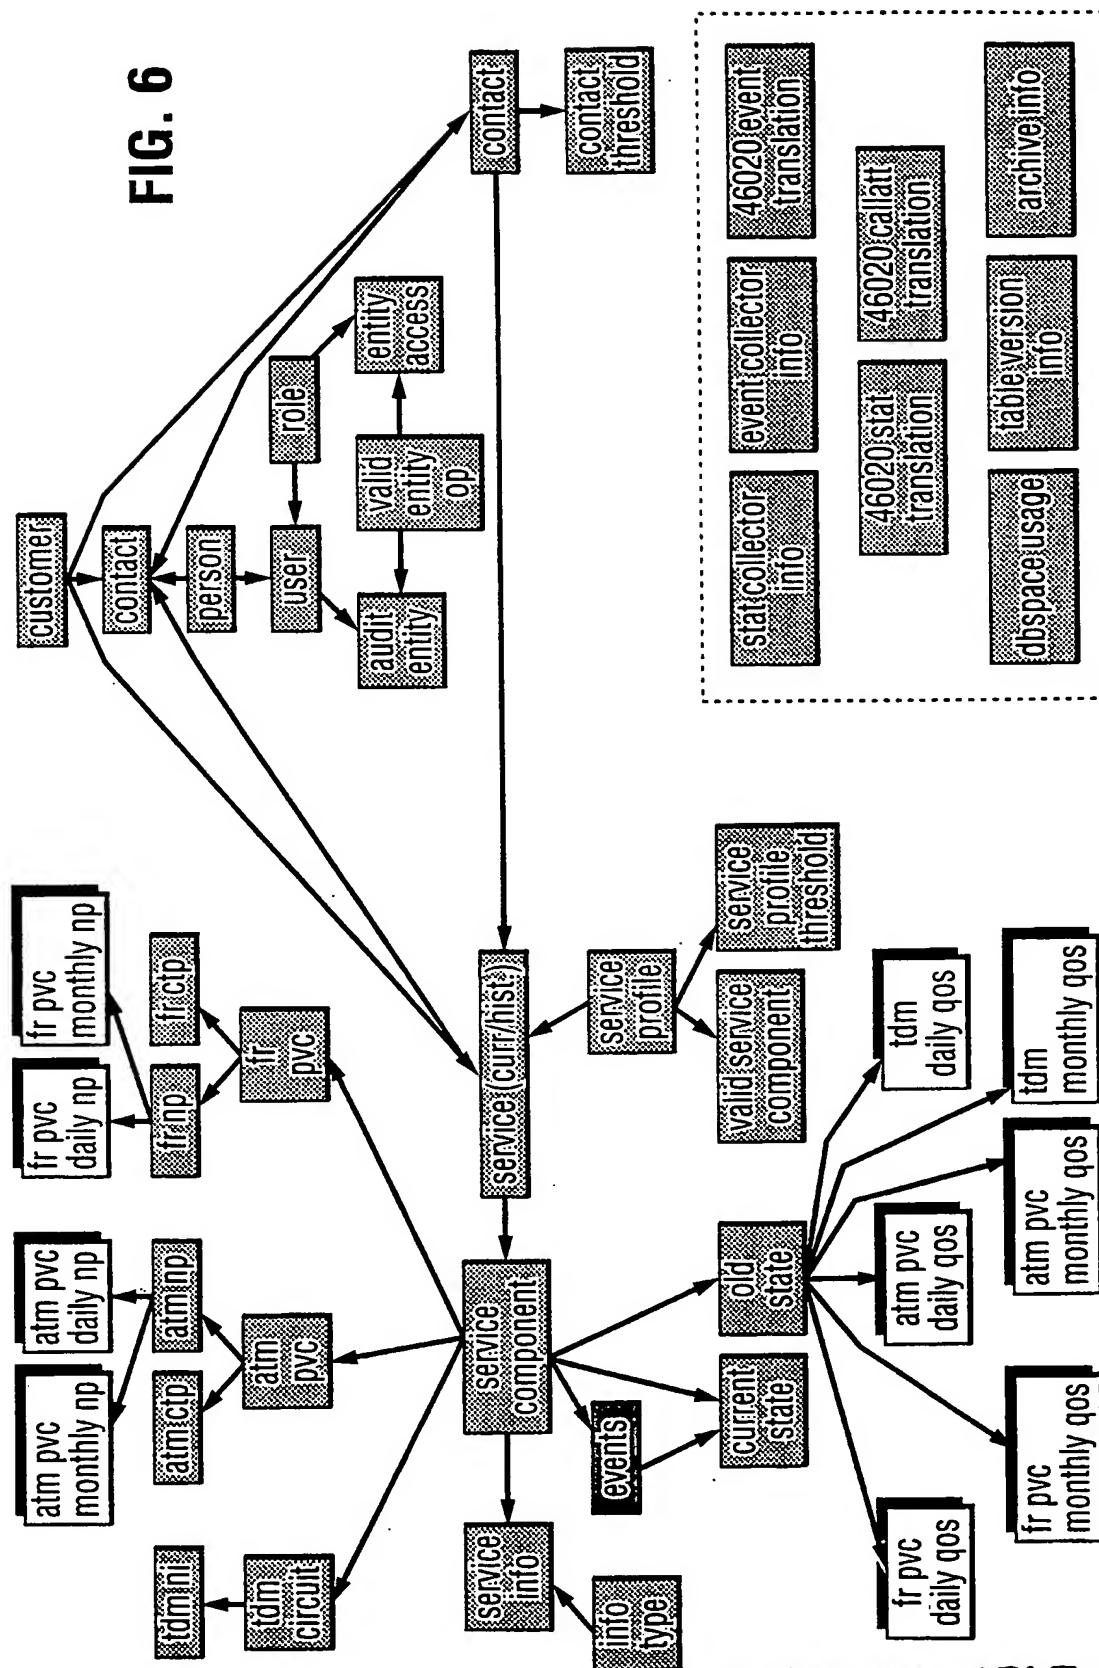 FIG. 6
customer
contact
person
user
audit
entity
role
valid
entity
op
entity
access
contact
contact
threshold
fr pvc
monthly np
fr pvc
daily np
fr ctp
fr np
fr
pvc
atm pvc
daily np
atm pvc
monthly np
atm np
atm ctp
atm
pvc
tdm ni
tdm
circuit
service (curr/hist.)
service
component
service
info
info
type
events
current
state
old
state
service
profile
service
profile
threshold
valid service
component
tdm
daily qos
tdm
monthly qos
atm pvc
daily qos
atm pvc
monthly qos
fr pvc
daily qos
fr pvc
monthly qos
statcollector
info
event collector
info
46020 event
translation
46020 stat
translation
46020 callatt
translation
dbspace usage
table version
info
archive info